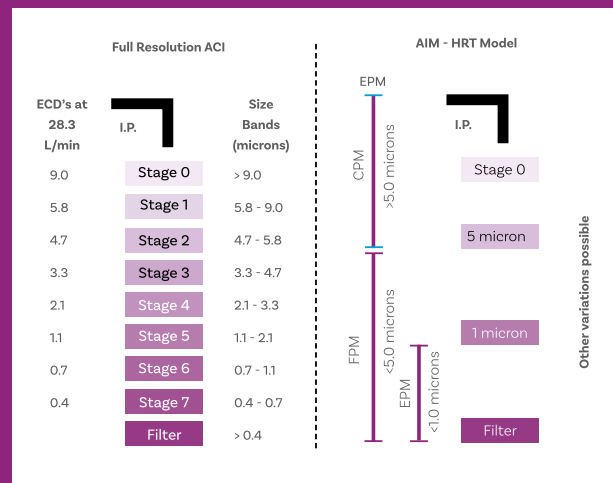 Full Resolution ACI
ECD's at
28.3
L/min
I.P.
Size
Bands
(microns)
9.0 Stage 0 > 9.0
5.8 Stage 1 5.8 - 9.0
4.7 Stage 2 4.7 - 5.8
3.3 Stage 3 3.3 - 4.7
2.1 Stage 4 2.1 - 3.3
1.1 Stage 5 1.1 - 2.1
0.7 Stage 6 0.7 - 1.1
0.4 Stage 7 0.4 - 0.7
Filter > 0.4
AIM - HRT Model
EPM
CPM
>5.0 microns
FPM
<5.0 microns
EPM
<1.0 microns
I.P.
Stage 0
5 micron
1 micron
Filter
Other variations possible